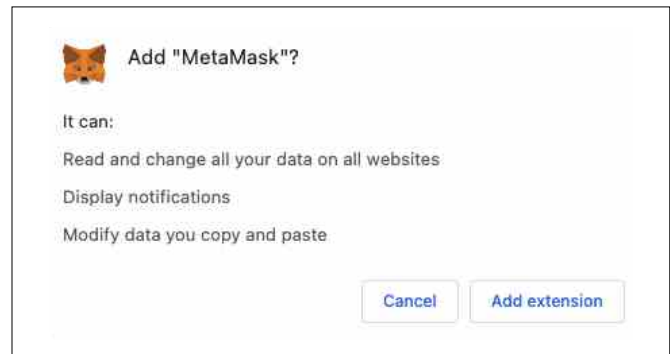 Add "MetaMask"?
It can:
Read and change all your data on all websites
Display notifications
Modify data you copy and paste
Cancel
Add extension